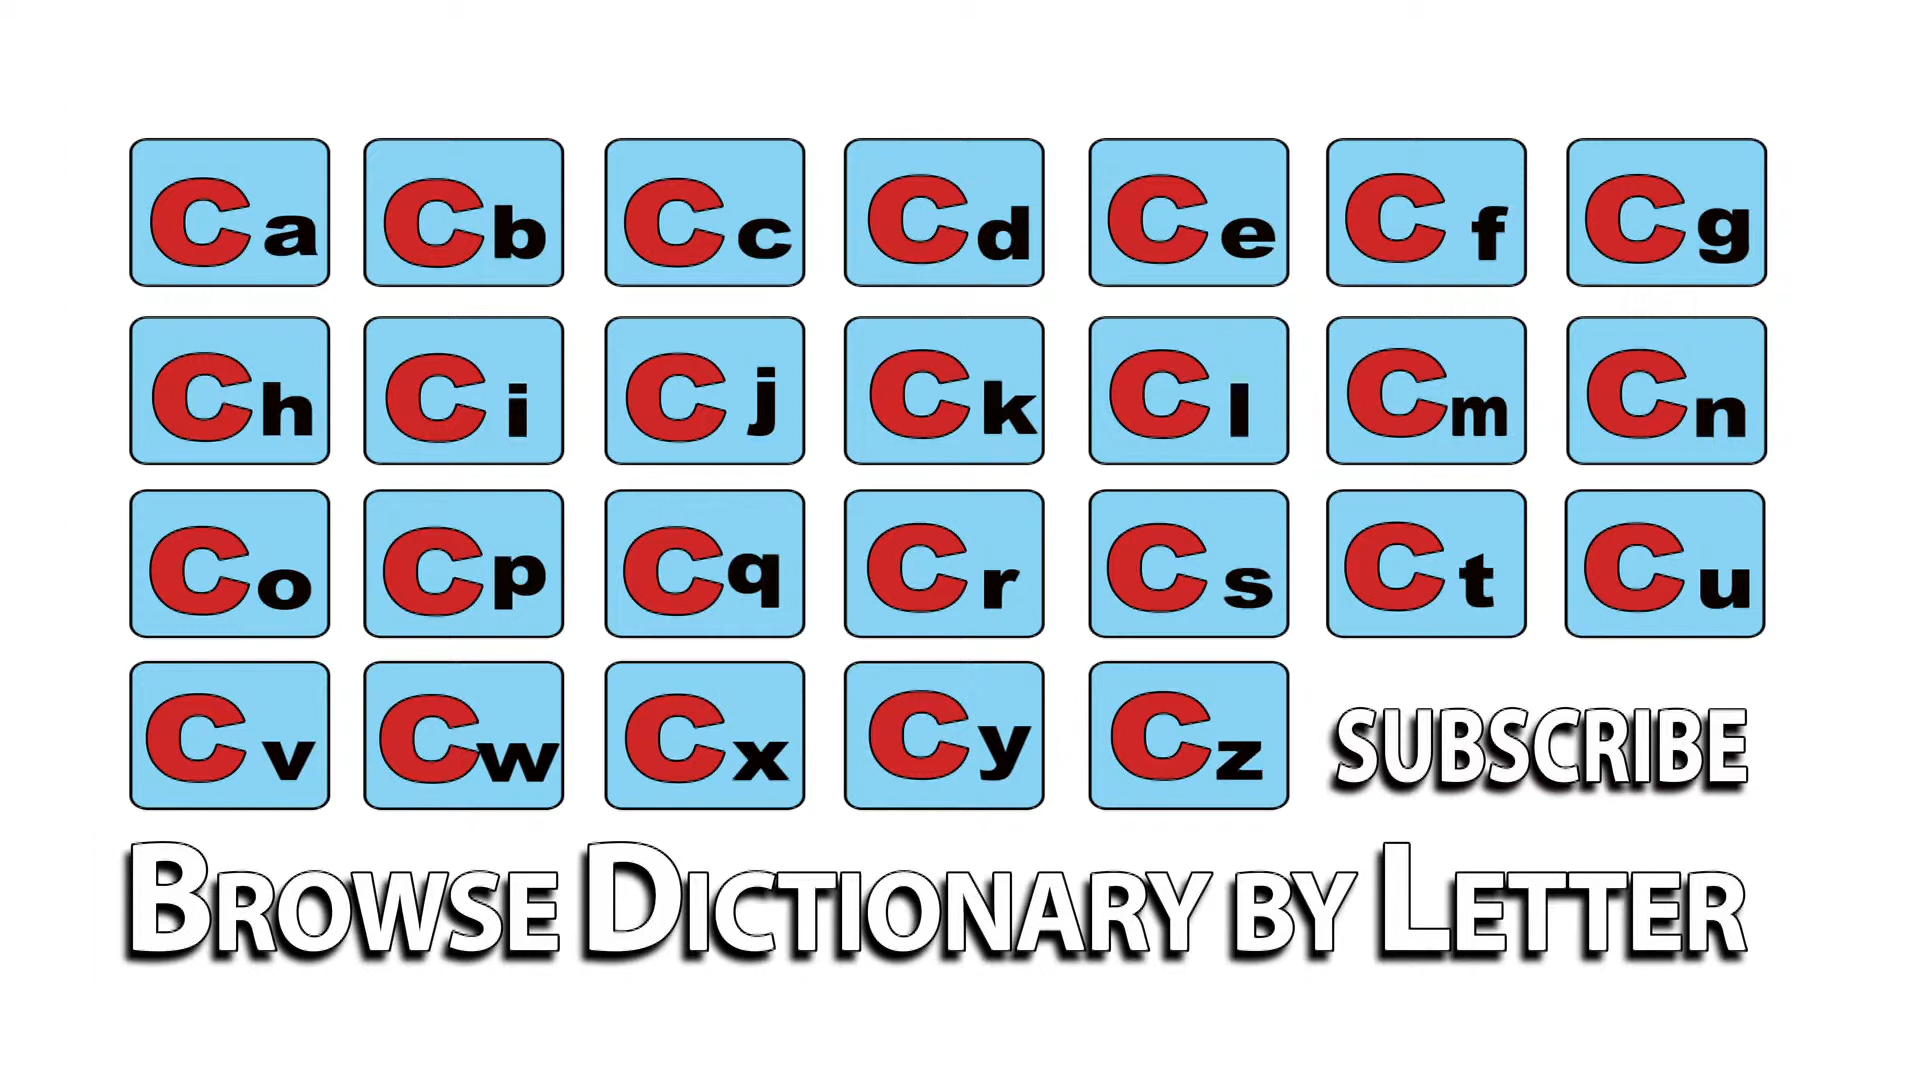 Ca Cb Cc Cd Ce Cf Cg
Ch Ci Cj Ck Cl Cm Cn
Co Cp Cq Cr Cs Ct Cu
Cv Cw Cx Cy Cz SUBSCRIBE
BROWSE DICTIONARY BY LETTER